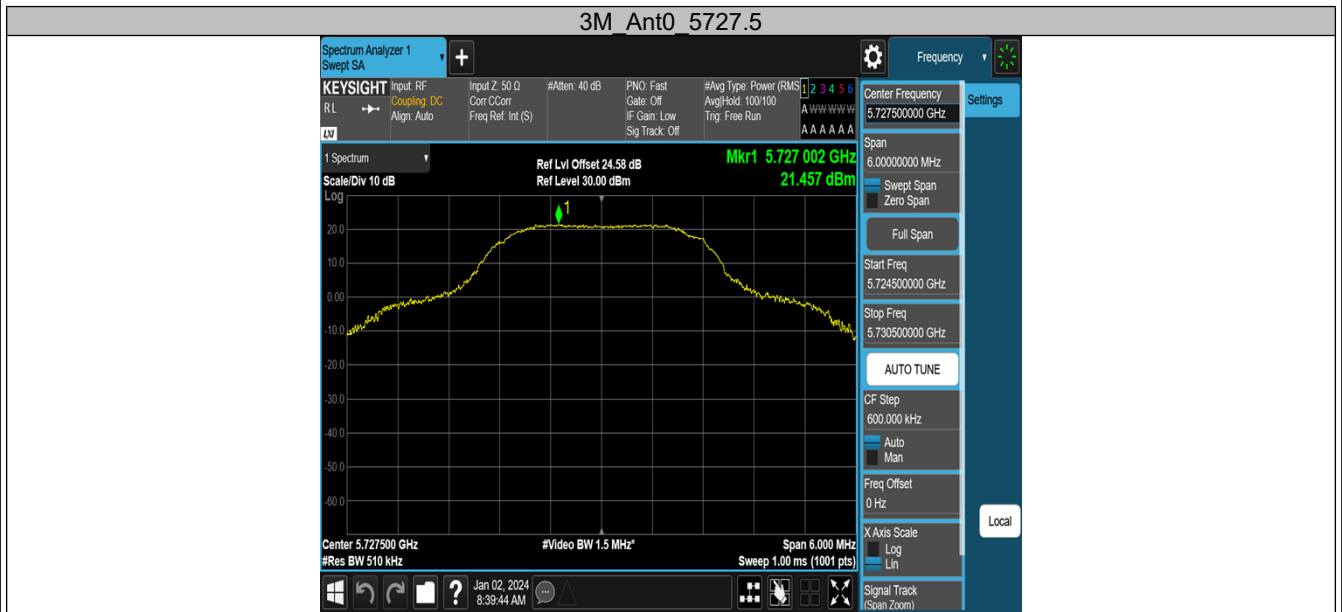 3M_Ant0_5727.5
Spectrum Analyzer 1
Swept SA
+
Frequency
KEYSIGHT
RL
LXI
Input: RF
Coupling: DC
Align: Auto
Input Z: 50 Ω
Corr CCorr
Freq Ref: Int (S)
#Atten: 40 dB
PNO: Fast
Gate: Off
IF Gain: Low
Sig Track: Off
#Avg Type: Power (RMS
Avg|Hold: 100/100
Trig: Free Run
1 2 3 4 5 6
A W W W W W
A A A A A A
1 Spectrum
Scale/Div 10 dB
Log
Ref Lvl Offset 24.58 dB
Ref Level 30.00 dBm
Mkr1 5.727 002 GHz
21.457 dBm
1
20.0
10.0
0.00
-10.0
-20.0
-30.0
-40.0
-50.0
-60.0
Center 5.727500 GHz
#Video BW 1.5 MHz*
Span 6.000 MHz
#Res BW 510 kHz
Sweep 1.00 ms (1001 pts)
Center Frequency
5.727500000 GHz
Settings
Span
6.00000000 MHz
Swept Span
Zero Span
Full Span
Start Freq
5.724500000 GHz
Stop Freq
5.730500000 GHz
AUTO TUNE
CF Step
600.000 kHz
Auto
Man
Freq Offset
0 Hz
X Axis Scale
Log
Lin
Local
Signal Track
(Span Zoom)
?
Jan 02, 2024
8:39:44 AM